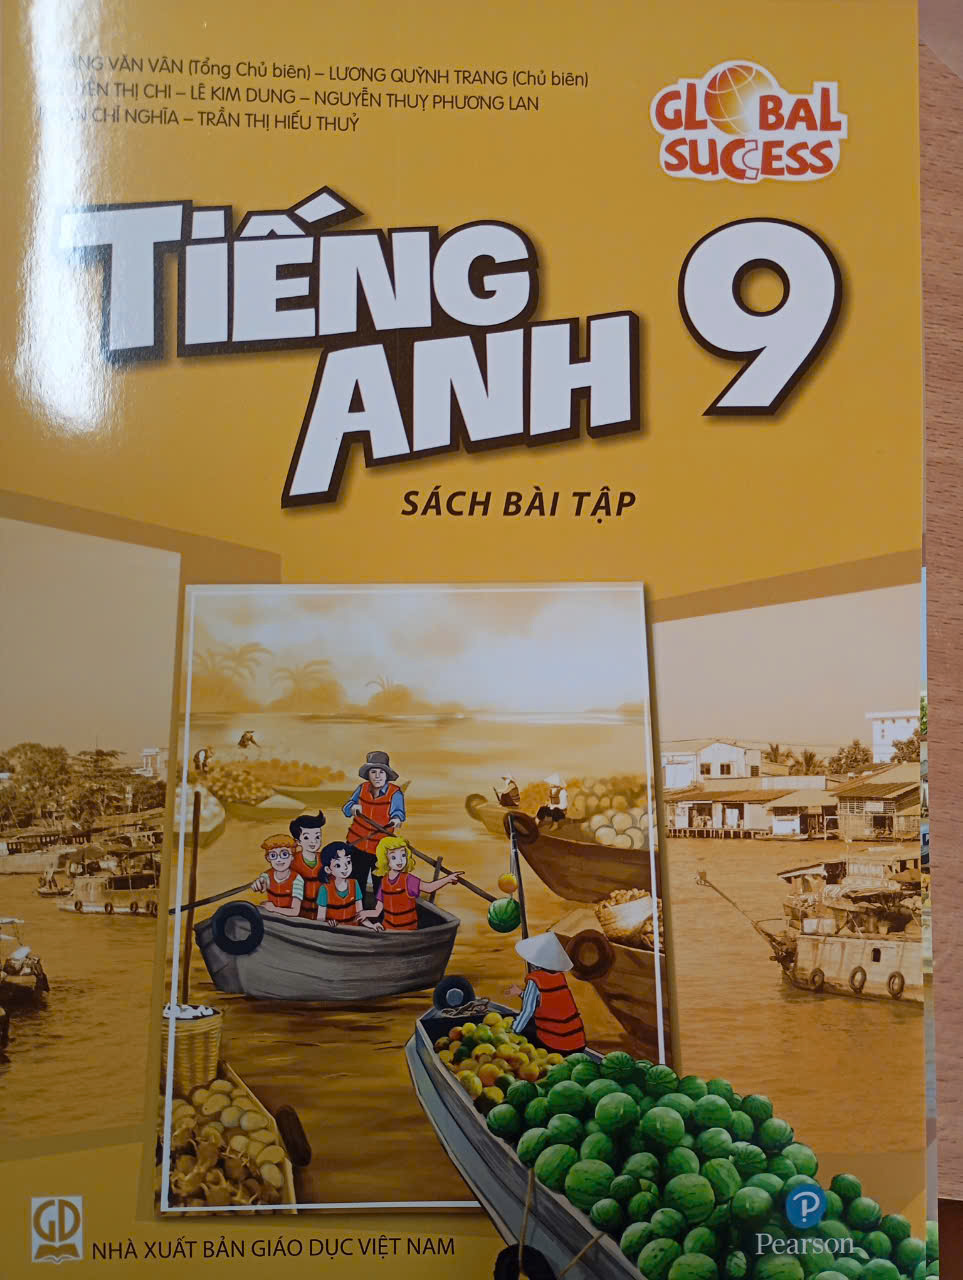 VĂN VÂN (Tổng Chủ biên) – LƯƠNG QUỲNH TRANG (Chủ biên)
THỊ CHI – LÊ KIM DUNG – NGUYỄN THUỴ PHƯƠNG LAN
CHÍ NGHĨA – TRẦN THỊ HIẾU THUỶ
GLOBAL
SUCCESS
TIẾNG
ANH 9
SÁCH BÀI TẬP
GD
NHÀ XUẤT BẢN GIÁO DỤC VIỆT NAM
P
Pearson